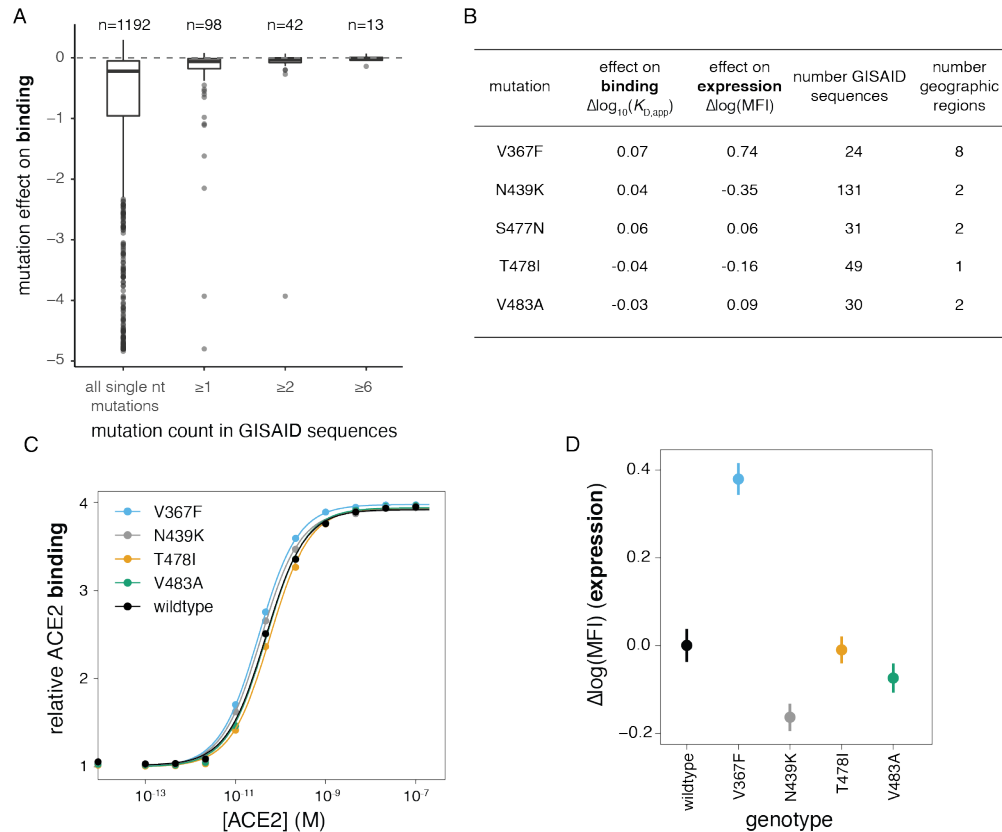 A
n=1192 n=98 n=42 n=13
0
−1
−2
−3
−4
−5
mutation effect on binding
all single nt
mutations
≥1 ≥2 ≥6
mutation count in GISAID sequences
B
mutation
effect on
binding
Δlog10(KD,app)
effect on
expression
Δlog(MFI)
number GISAID
sequences
number
geographic
regions
V367F 0.07 0.74 24 8
N439K 0.04 -0.35 131 2
S477N 0.06 0.06 31 2
T478I -0.04 -0.16 49 1
V483A -0.03 0.09 30 2
C
4
3
2
1
relative ACE2 binding
V367F
N439K
T478I
V483A
wildtype
10-13 10-11 10-9 10-7
[ACE2] (M)
D
0.4
0.2
0.0
−0.2
Δlog(MFI) (expression)
wildtype
V367F
N439K
T478I
V483A
genotype